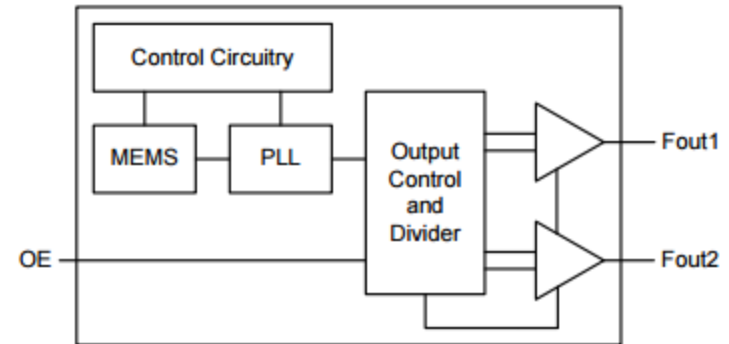 Control Circuitry
MEMS
PLL
Output
Control
and
Divider
Fout1
OE
Fout2